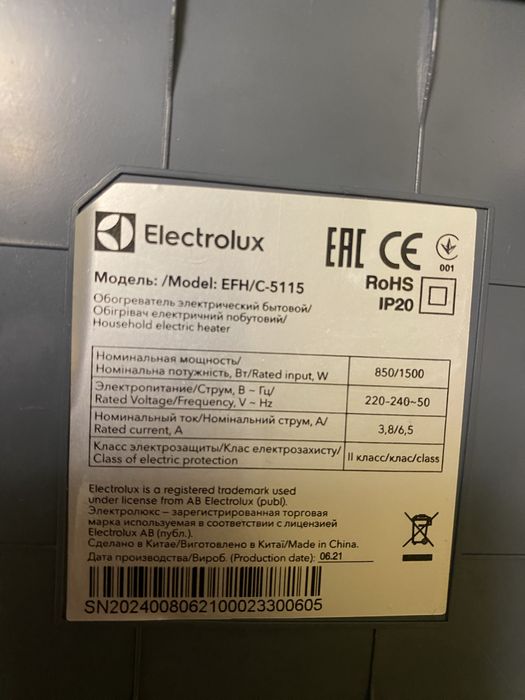 Electrolux
EAC CE
001
Модель: /Model: EFH/C-5115
RoHS
IP20
Обогреватель электрический бытовой/
Обігрівач електричний побутовий/
Household electric heater
Номинальная мощность/
Номінальна потужність, Вт/Rated input, W
850/1500
Электропитание/Струм, В ~ Гц/
Rated Voltage/Frequency, V ~ Hz
220-240~50
Номинальный ток/Номінальний струм, А/
Rated current, A
3,8/6,5
Класс электрозащиты/Клас електрозахисту/
Class of electric protection
II класс/клас/class
Electrolux is a registered trademark used
under license from AB Electrolux (publ).
Электролюкс – зарегистрированная торговая
марка используемая в соответствии с лицензией
Electrolux AB (публ.).
Сделано в Китае/Виготовлено в Китаї/Made in China.
Дата производства/Вироб. (Production date): 06.21
SN2024008062100023300605